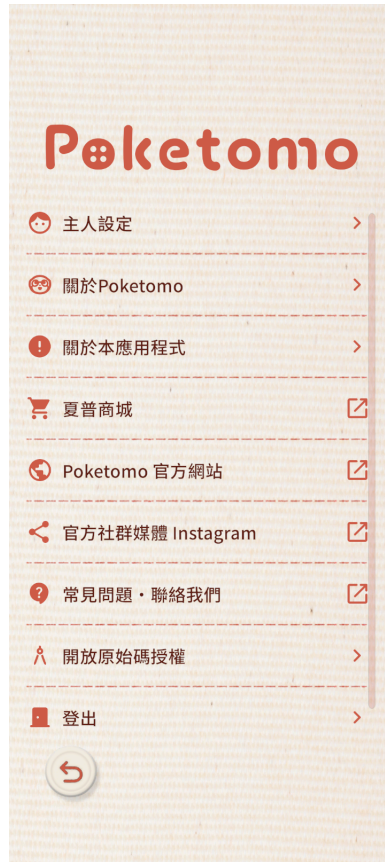 Poketomo
主人設定
關於Poketomo
關於本應用程式
夏普商城
Poketomo 官方網站
官方社群媒體 Instagram
常見問題・聯絡我們
開放原始碼授權
登出